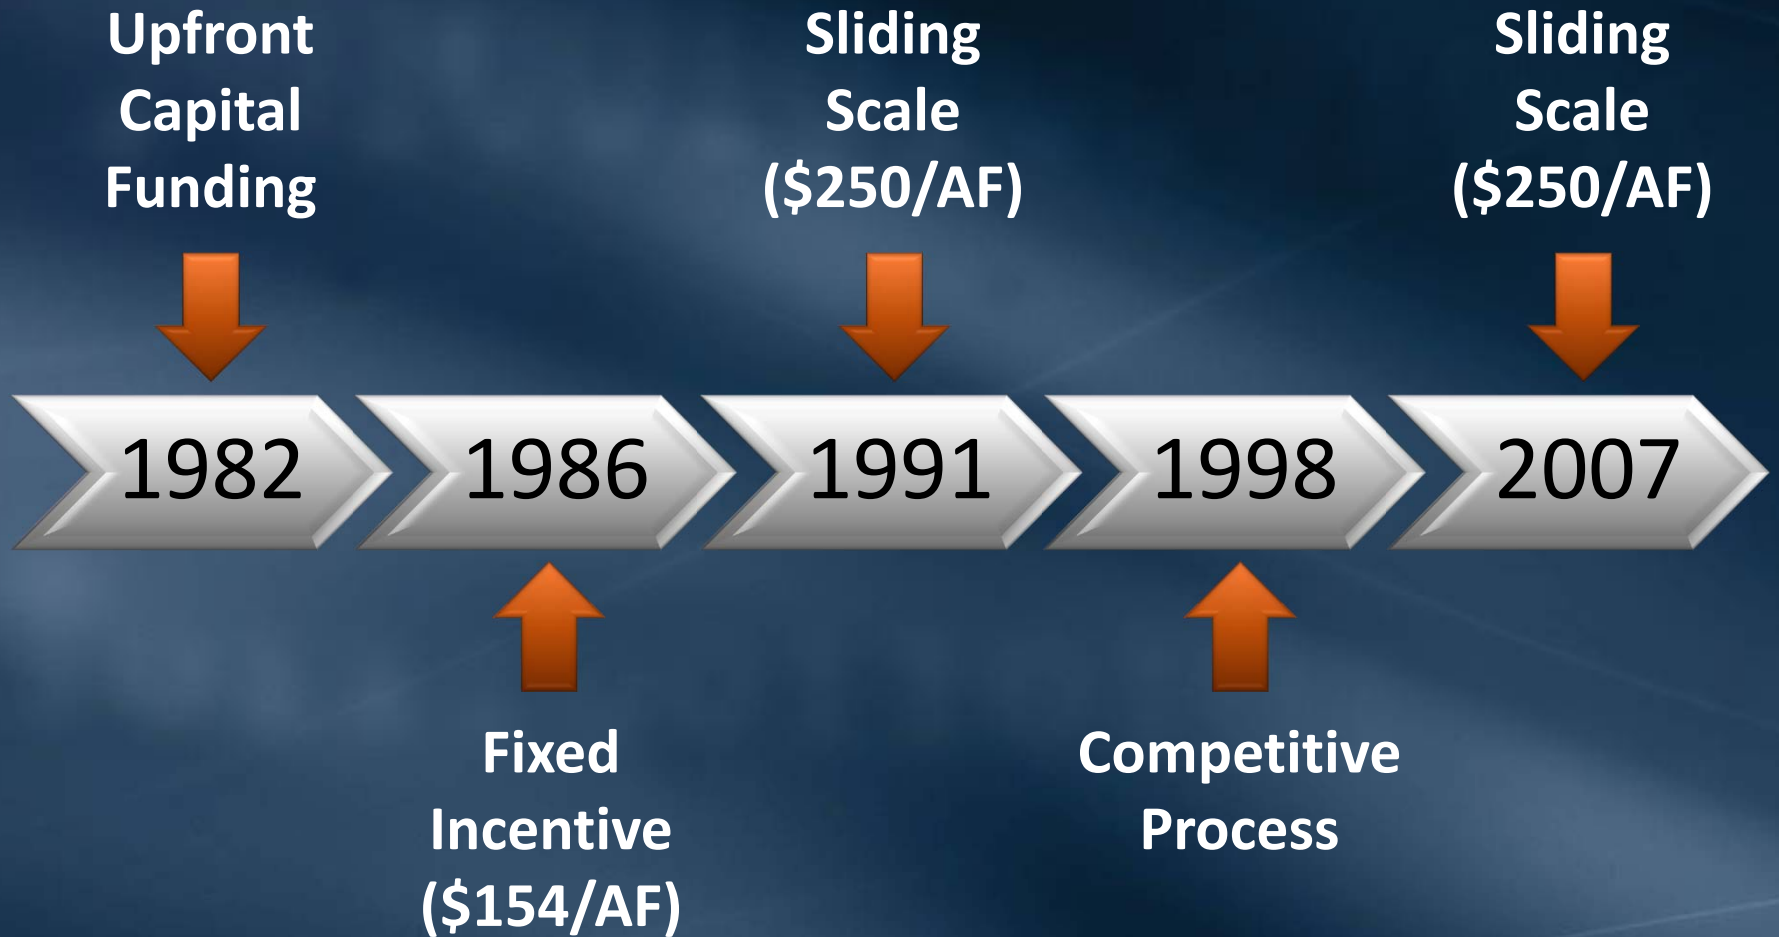 Upfront
Capital
Funding
Sliding
Scale
($250/AF)
Sliding
Scale
($250/AF)
1982
1986
1991
1998
2007
Fixed
Incentive
($154/AF)
Competitive
Process